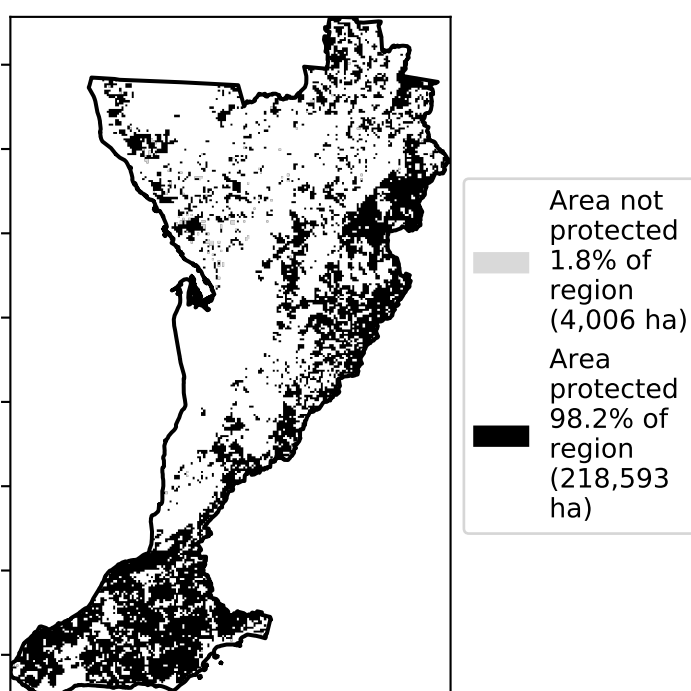 Area not
protected
1.8% of
region
(4,006 ha)
Area
protected
98.2% of
region
(218,593
ha)